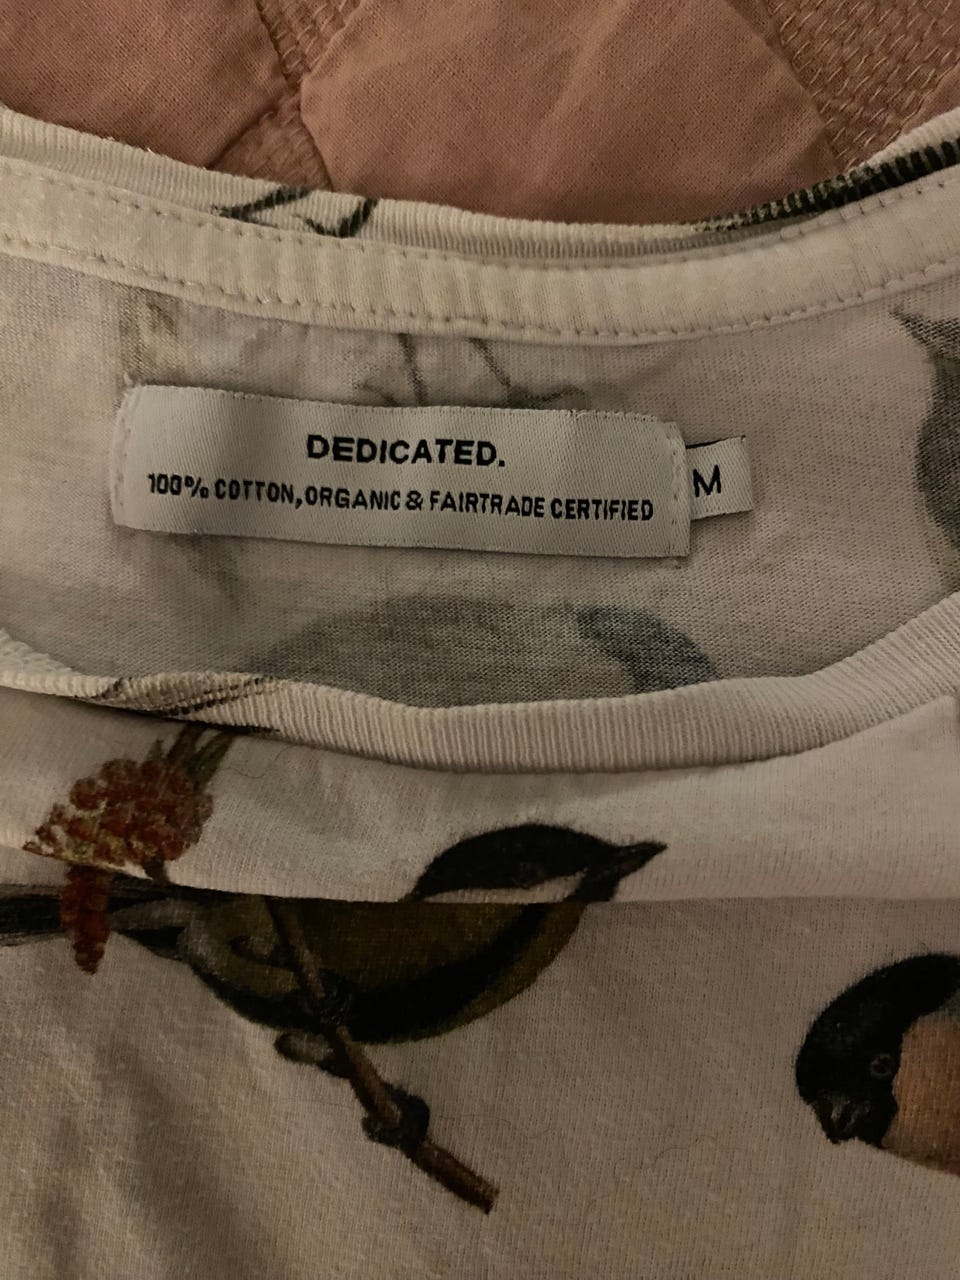 DEDICATED.
100% COTTON, ORGANIC & FAIRTRADE CERTIFIED
M